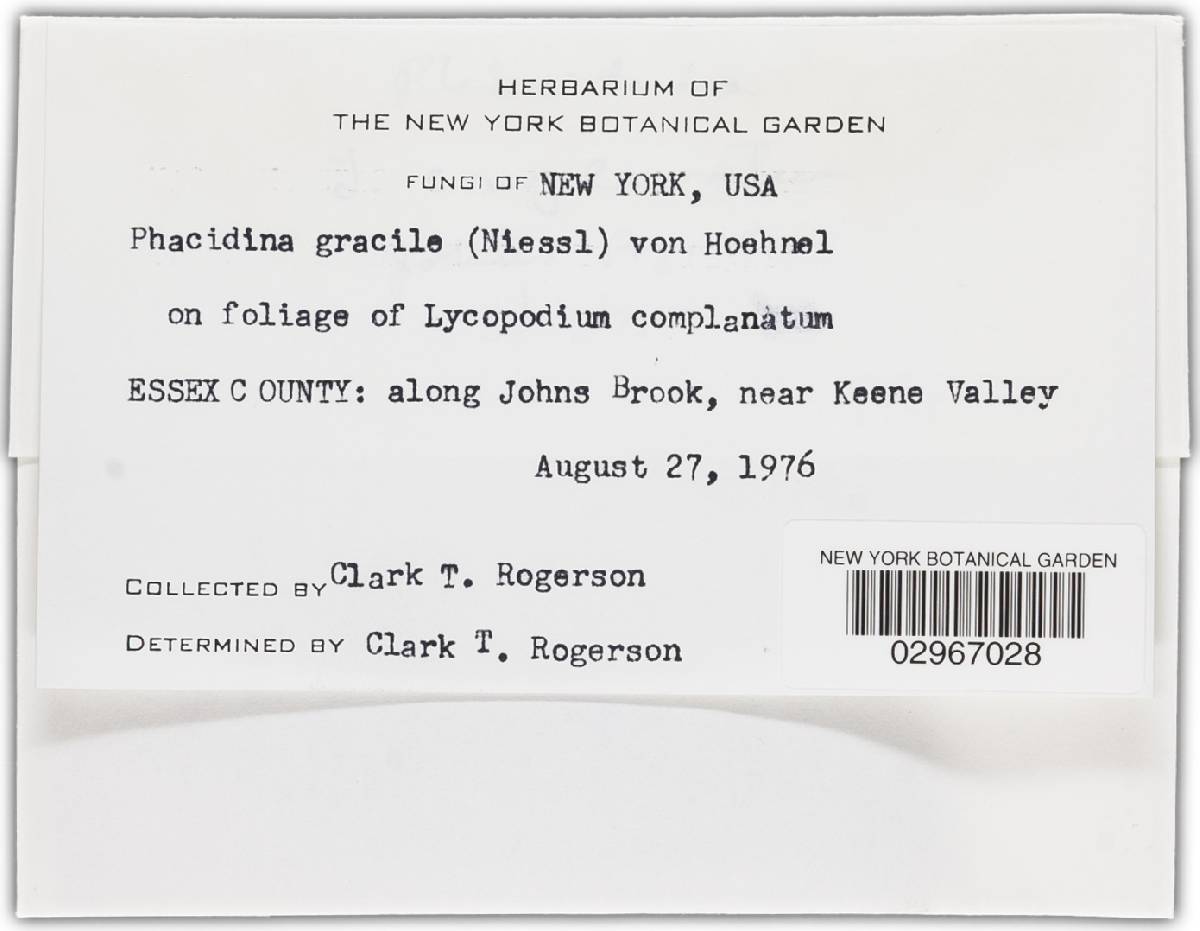 HERBARIUM OF
THE NEW YORK BOTANICAL GARDEN
FUNGI OF NEW YORK, USA
Phacidina gracile (Niessl) von Hoehnel
on foliage of Lycopodium complanatum
ESSEX COUNTY: along Johns Brook, near Keene Valley
August 27, 1976
COLLECTED BY Clark T. Rogerson
DETERMINED BY Clark T. Rogerson
NEW YORK BOTANICAL GARDEN
02967028